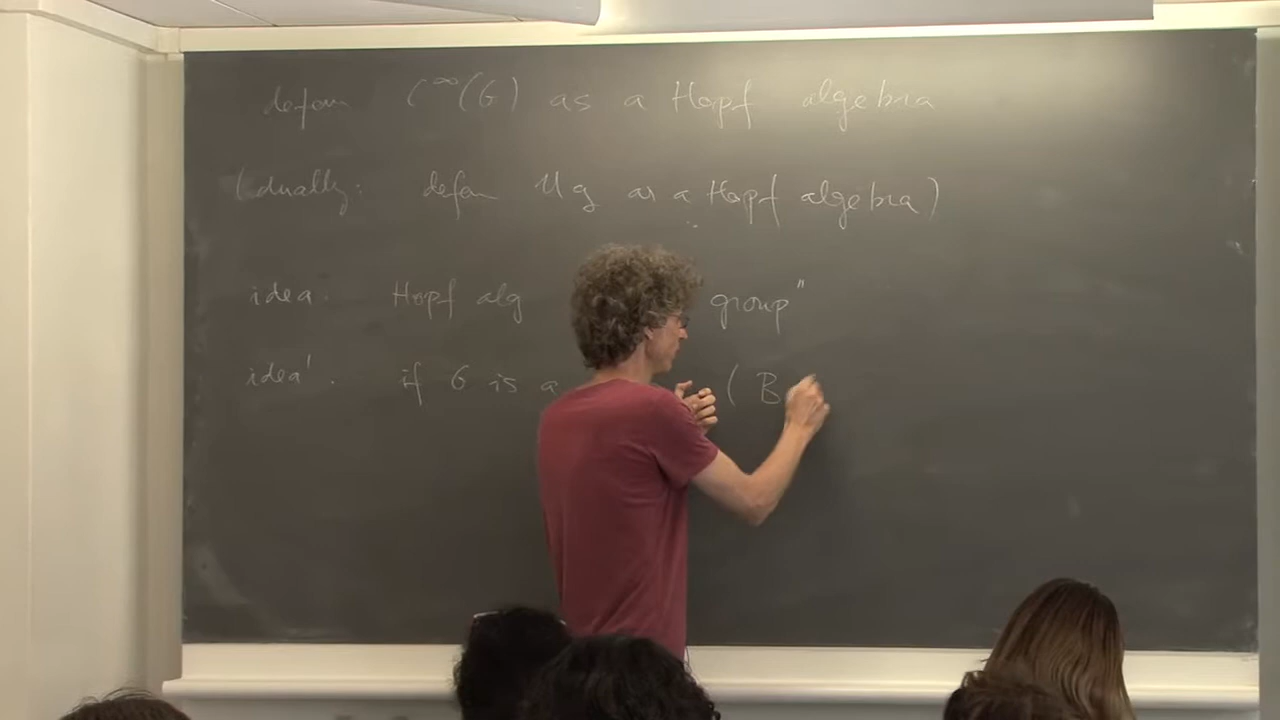 deform C^∞(G) as a Hopf algebra
(dually: deform Ug as a Hopf algebra)
idea: Hopf alg group"
idea'. if G is a ( B